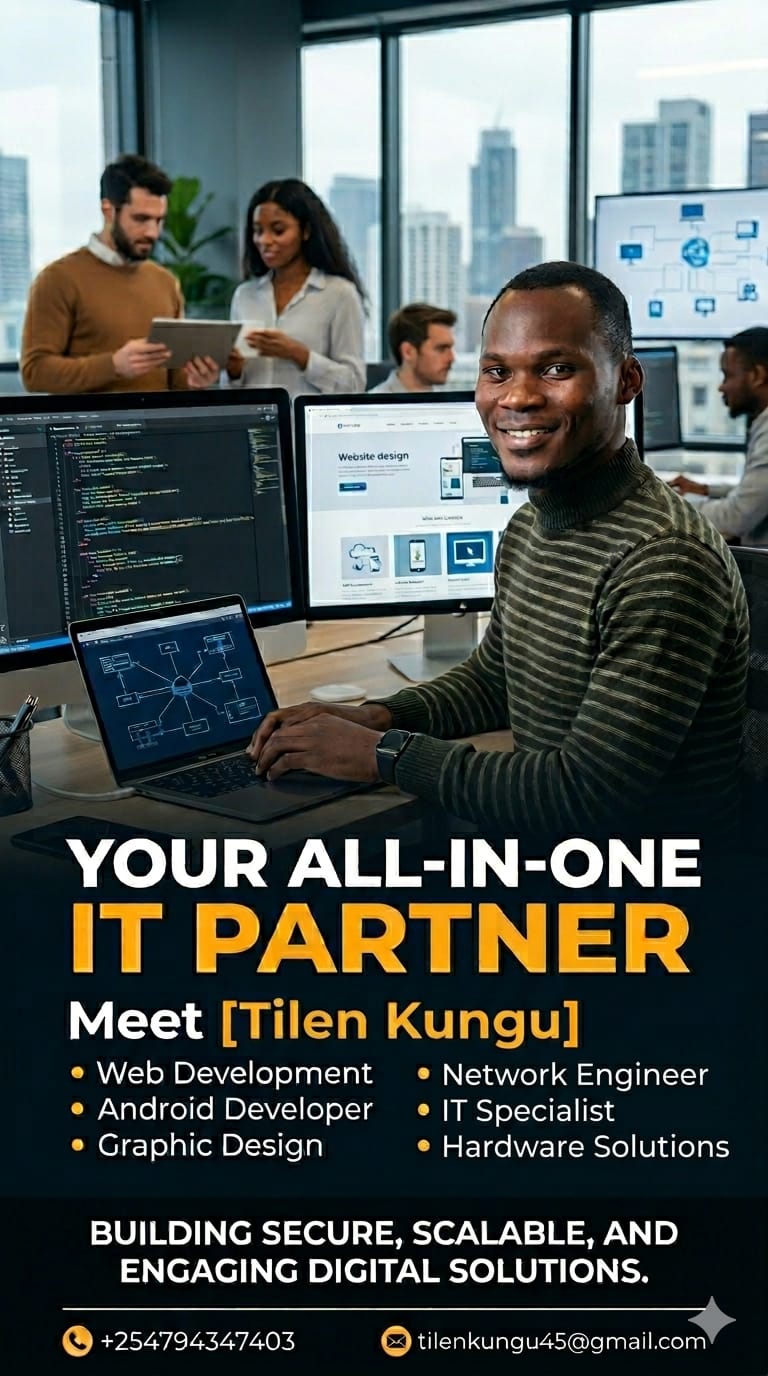 Website design
YOUR ALL-IN-ONE
IT PARTNER
Meet [Tilen Kungu]
• Web Development
• Android Developer
• Graphic Design
• Network Engineer
• IT Specialist
• Hardware Solutions
BUILDING SECURE, SCALABLE, AND
ENGAGING DIGITAL SOLUTIONS.
+254794347403
tilenkungu45@gmail.com